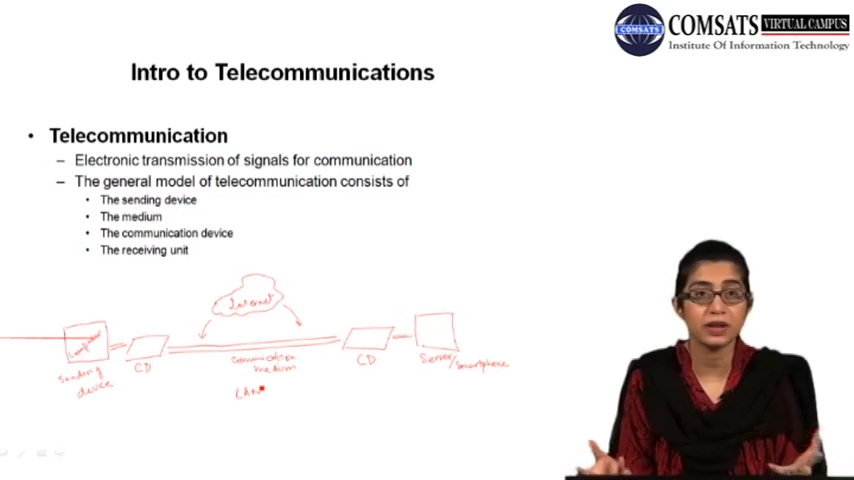 COMSATS VIRTUAL CAMPUS
COMSATS
Institute Of Information Technology
Intro to Telecommunications
• Telecommunication
– Electronic transmission of signals for communication
– The general model of telecommunication consists of
• The sending device
• The medium
• The communication device
• The receiving unit
Internet
Computer
Sending device
CD
Communication medium
CD
Server/Smartphone
LAN